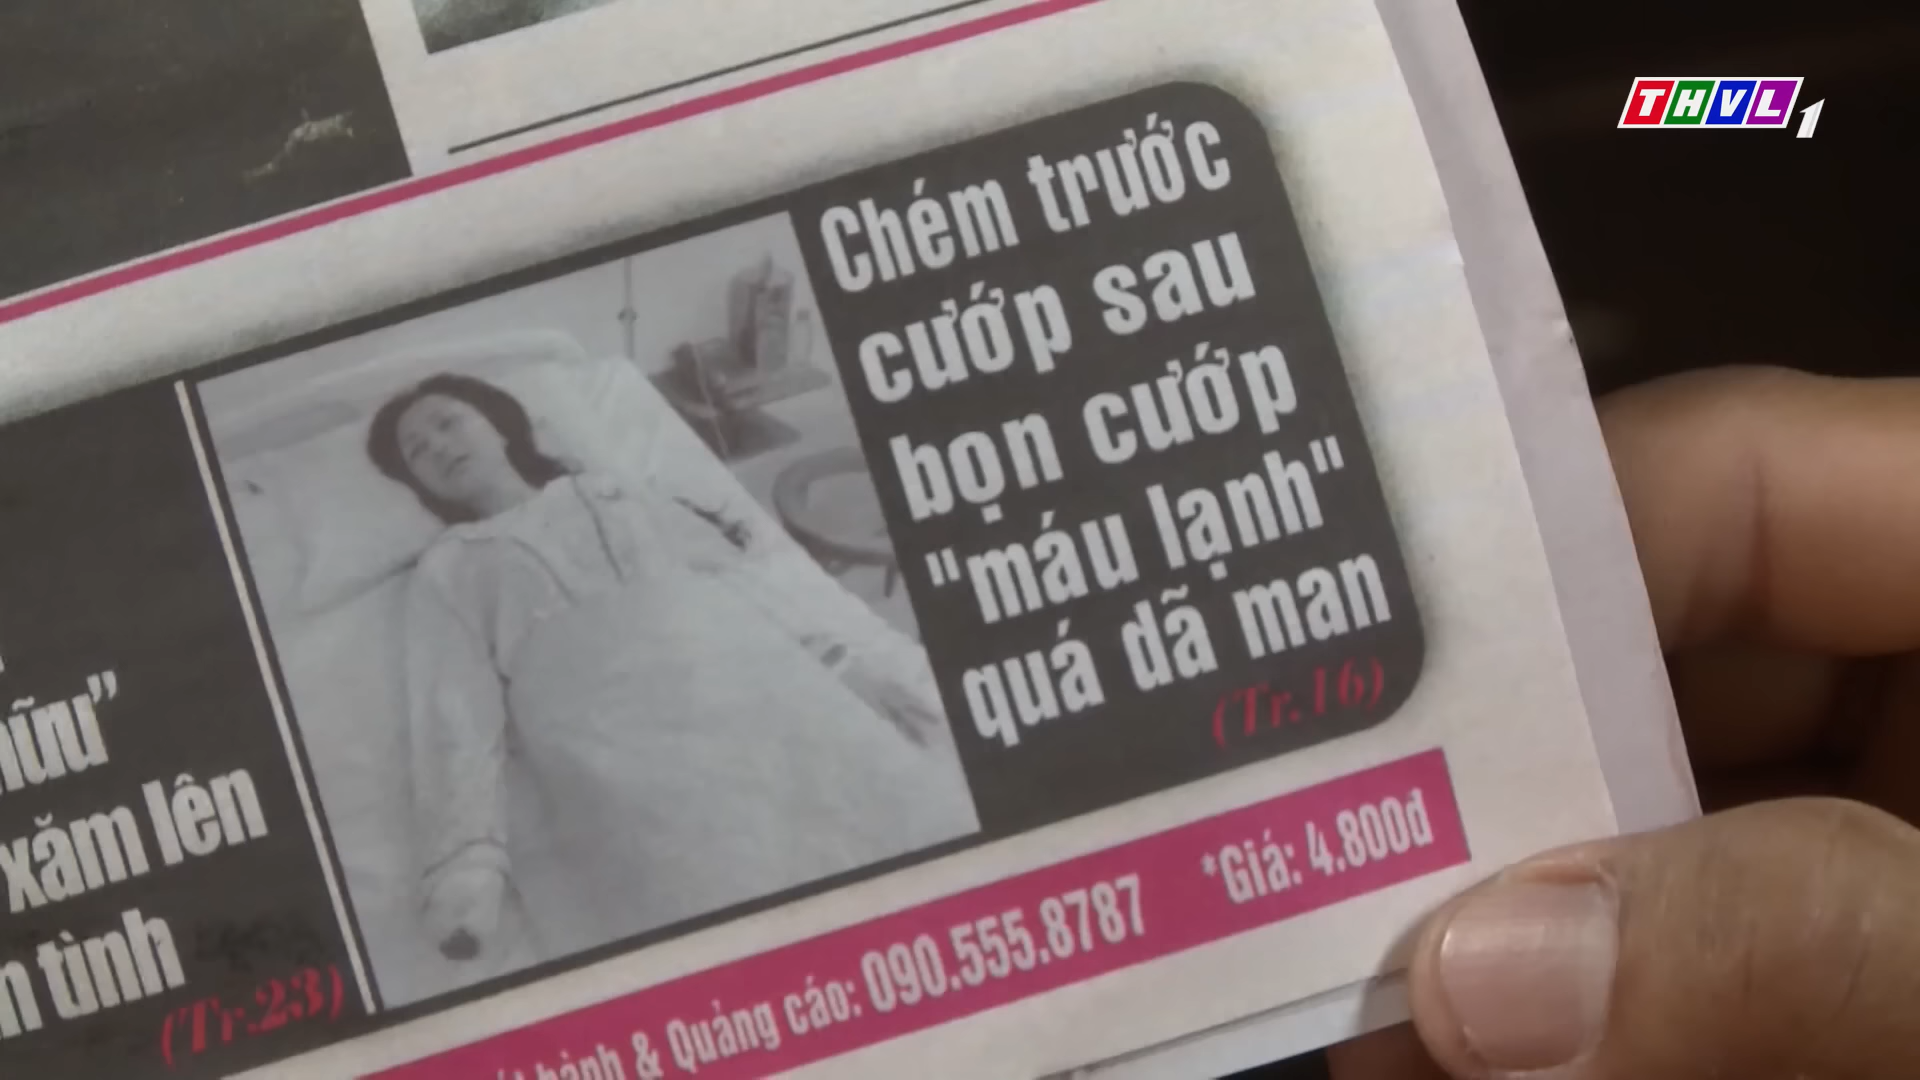 THVL1
Chém trước
cướp sau
bọn cướp
"máu lạnh"
quá dã man
(Tr.16)
xăm lên
tình
(Tr.23)
hành & Quảng cáo: 090.555.8787 *Giá: 4.800đ